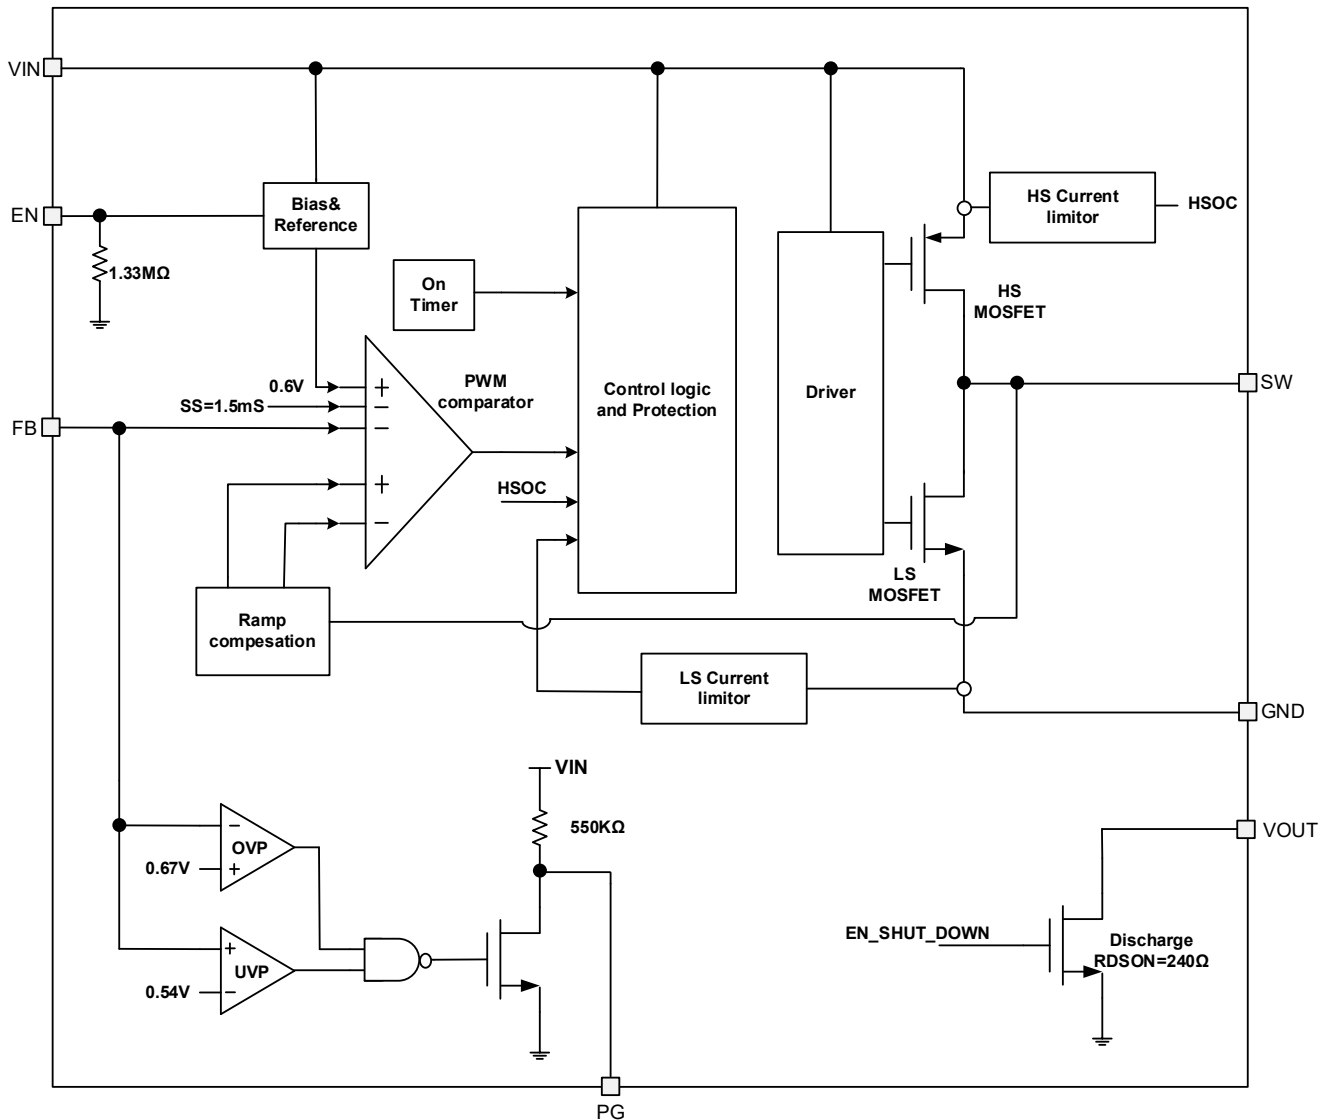 VIN
EN
Bias&
Reference
1.33MΩ
On
Timer
HS Current
limitor
HSOC
HS
MOSFET
0.6V
SS=1.5mS
FB
+
−
−
+
−
PWM
comparator
HSOC
Control logic
and Protection
Driver
SW
LS
MOSFET
Ramp
compesation
LS Current
limitor
GND
VIN
550KΩ
VOUT
−
OVP
0.67V
+
+
UVP
0.54V
−
EN_SHUT_DOWN
Discharge
RDSON=240Ω
PG